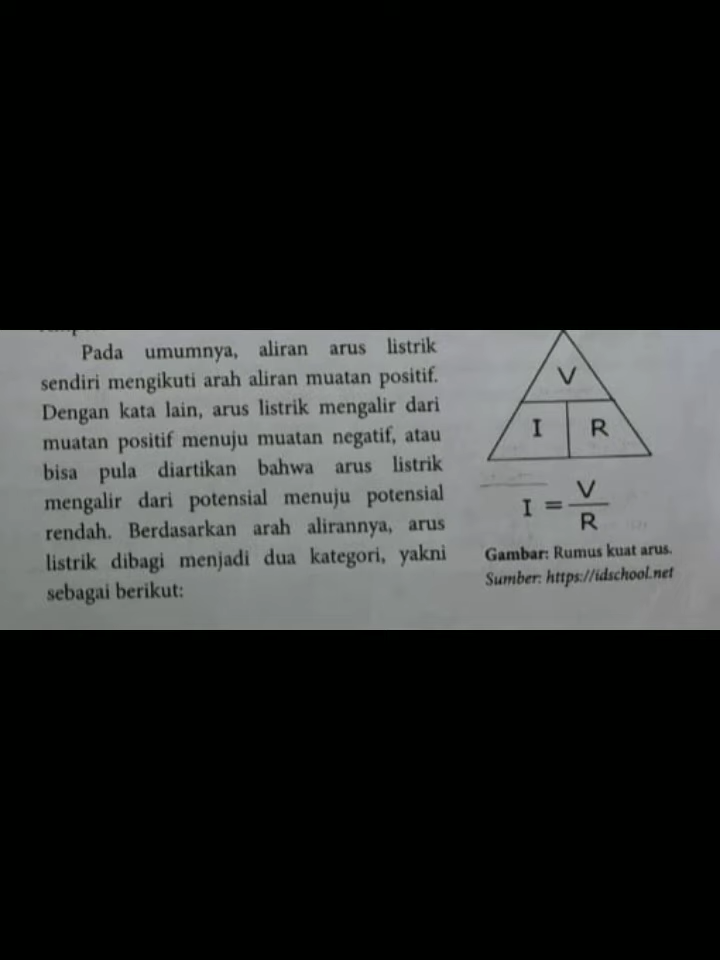 Pada umumnya, aliran arus listrik
sendiri mengikuti arah aliran muatan positif.
Dengan kata lain, arus listrik mengalir dari
muatan positif menuju muatan negatif, atau
bisa pula diartikan bahwa arus listrik
mengalir dari potensial menuju potensial
rendah. Berdasarkan arah alirannya, arus
listrik dibagi menjadi dua kategori, yakni
sebagai berikut:
V
I R
I = V
R
Gambar: Rumus kuat arus.
Sumber: https://idschool.net